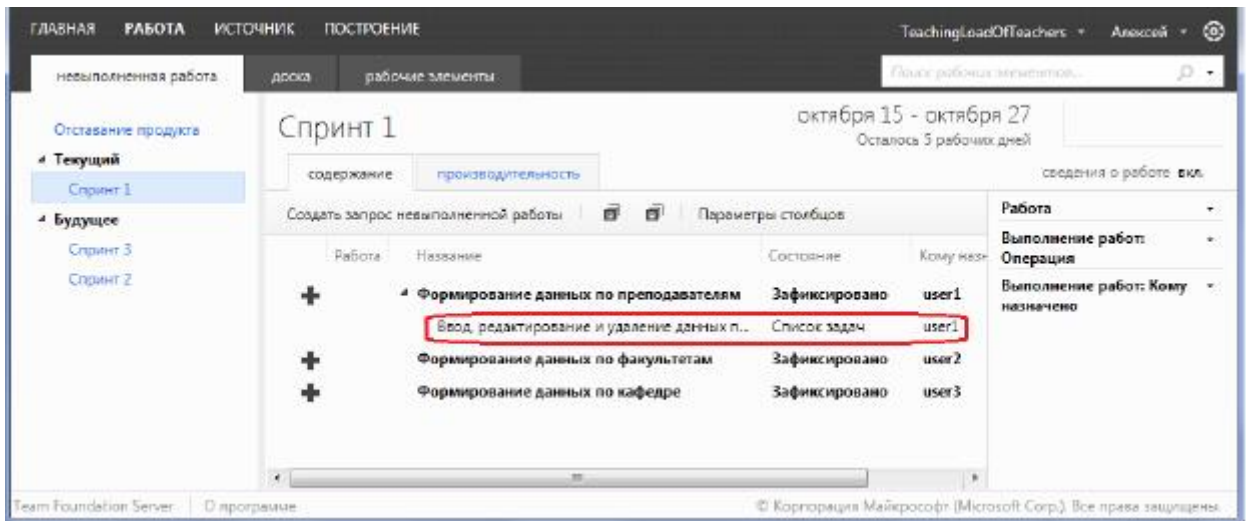 ГЛАВНАЯ РАБОТА ИСТОЧНИК ПОСТРОЕНИЕ TeachingLoadOfTeachers Алексей
невыполненная работа доска рабочие элементы Поиск рабочих элементов...
Отставание продукта
Текущий
Спринт 1
Будущее
Спринт 3
Спринт 2
Спринт 1
октября 15 - октября 27
Осталось 5 рабочих дней
содержание производительность
сведения о работе вкл.
Создать запрос невыполненной работы Параметры столбцов
Работа Название Состояние Кому назн
Формирование данных по преподавателям Зафиксировано user1
Ввод, редактирование и удаление данных п... Список задач user1
Формирование данных по факультетам Зафиксировано user2
Формирование данных по кафедре Зафиксировано user3
Работа
Выполнение работ:
Операция
Выполнение работ: Кому
назначено
Team Foundation Server О программе © Корпорация Майкрософт (Microsoft Corp.). Все права защищены.